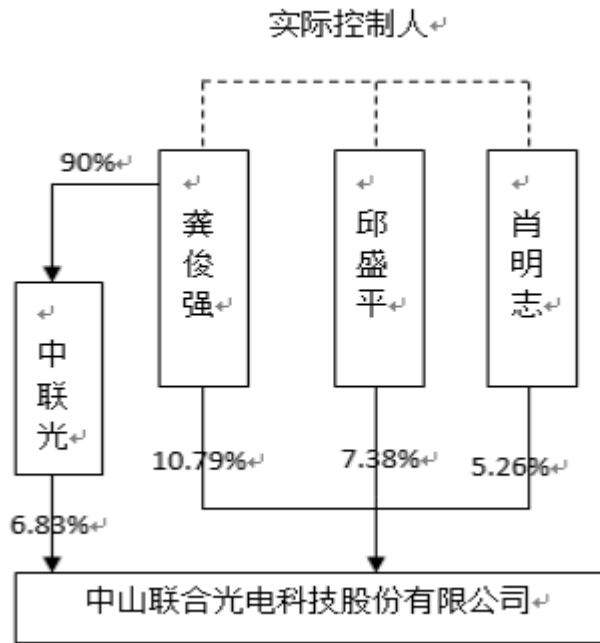 实际控制人
90%
龚俊强
邱盛平
肖明志
中联光
10.79%
7.38%
5.26%
6.83%
中山联合光电科技股份有限公司